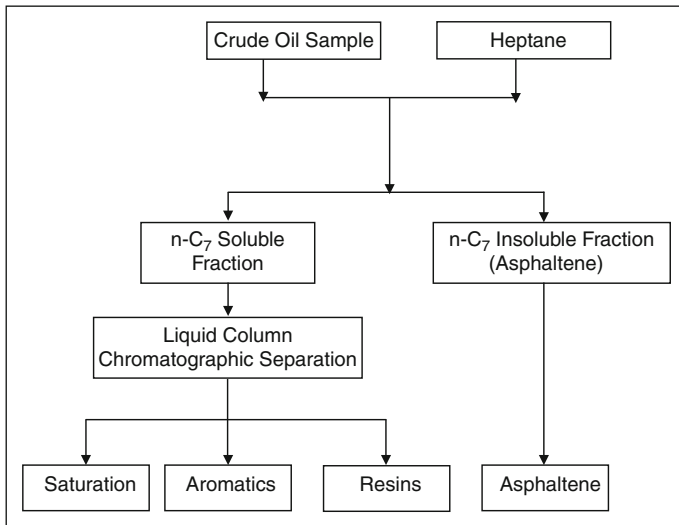 Crude Oil Sample
Heptane
n-C₇ Soluble
Fraction
n-C₇ Insoluble Fraction
(Asphaltene)
Liquid Column
Chromatographic Separation
Saturation
Aromatics
Resins
Asphaltene